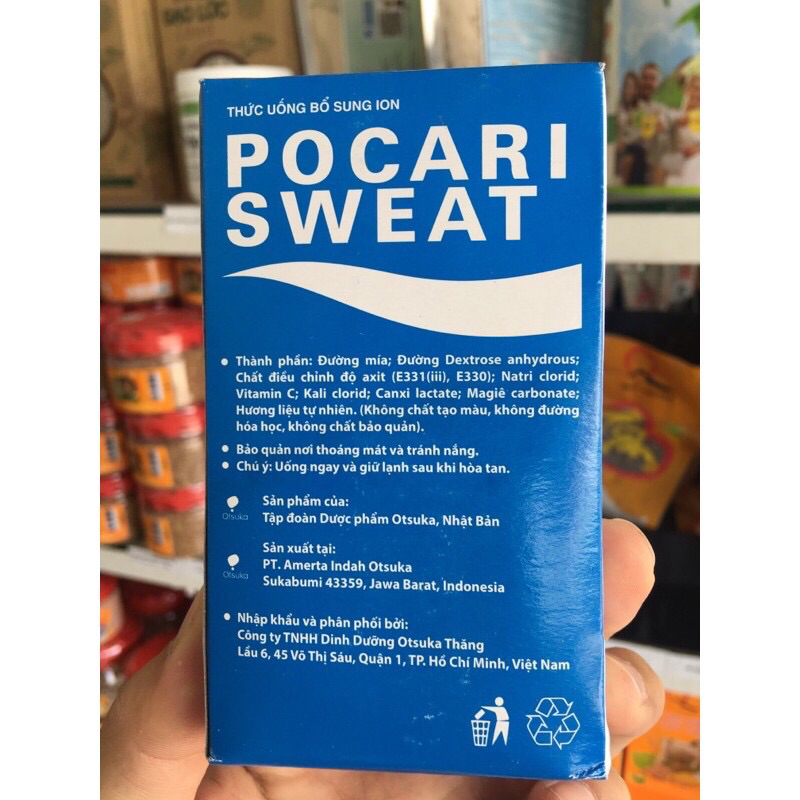 GẠO LỨC
THỨC UỐNG BỔ SUNG ION
POCARI
SWEAT
• Thành phần: Đường mía; Đường Dextrose anhydrous;
Chất điều chỉnh độ axit (E331(iii), E330); Natri clorid;
Vitamin C; Kali clorid; Canxi lactate; Magiê carbonate;
Hương liệu tự nhiên. (Không chất tạo màu, không đường
hóa học, không chất bảo quản).
• Bảo quản nơi thoáng mát và tránh nắng.
• Chú ý: Uống ngay và giữ lạnh sau khi hòa tan.
Sản phẩm của:
Otsuka
Tập đoàn Dược phẩm Otsuka, Nhật Bản
Sản xuất tại:
PT. Amerta Indah Otsuka
Otsuka
Sukabumi 43359, Jawa Barat, Indonesia
• Nhập khẩu và phân phối bởi:
Công ty TNHH Dinh Dưỡng Otsuka Thăng
Lầu 6, 45 Võ Thị Sáu, Quận 1, TP. Hồ Chí Minh, Việt Nam